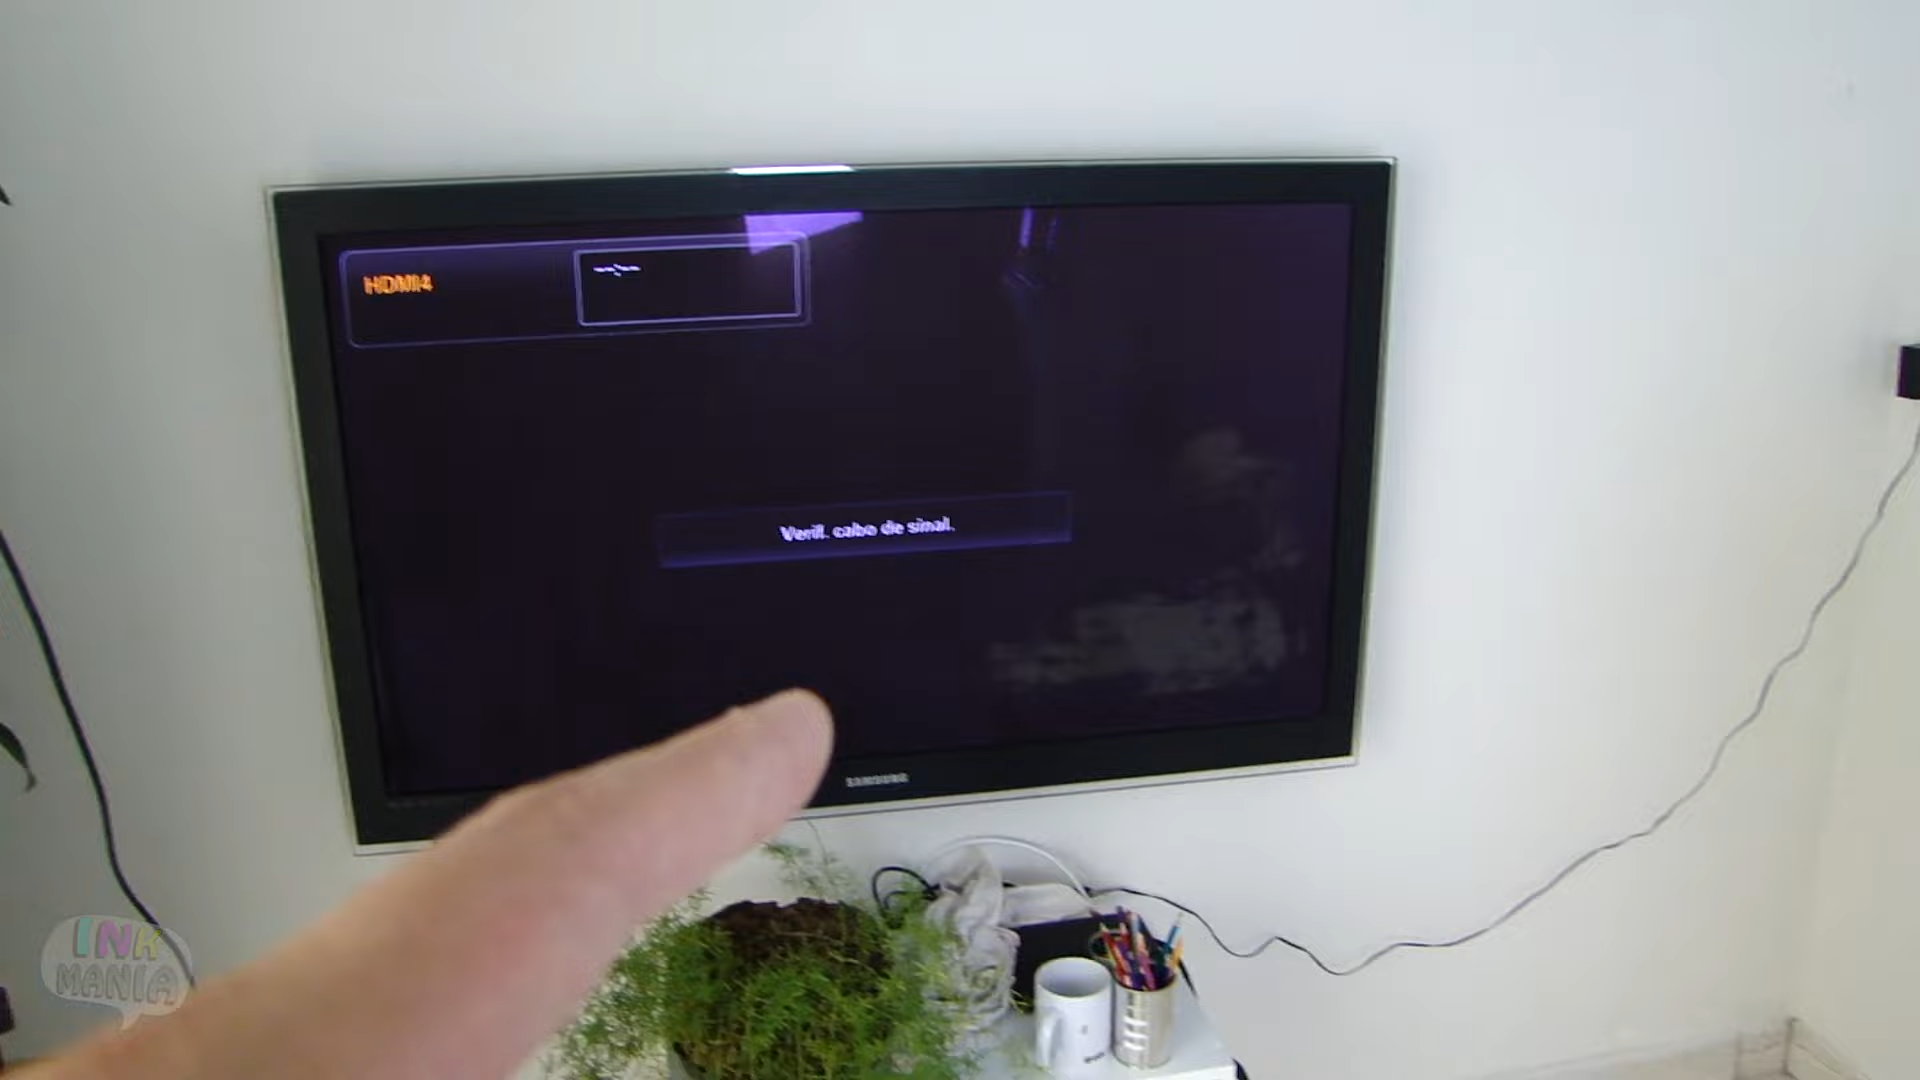 HDMI4
--:--
Verif. cabo de sinal.
SAMSUNG
INK
MANIA